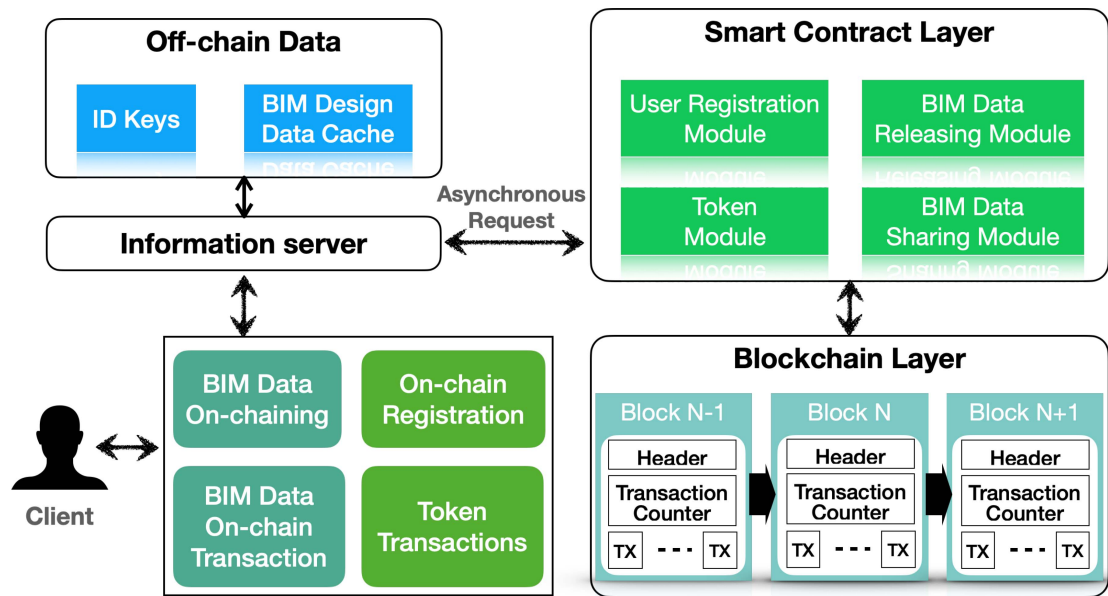 Off-chain Data
ID Keys
BIM Design
Data Cache
Information server
Asynchronous
Request
Smart Contract Layer
User Registration
Module
BIM Data
Releasing Module
Token
Module
BIM Data
Sharing Module
Client
BIM Data
On-chaining
On-chain
Registration
BIM Data
On-chain
Transaction
Token
Transactions
Blockchain Layer
Block N-1
Header
Transaction
Counter
TX --- TX
Block N
Header
Transaction
Counter
TX --- TX
Block N+1
Header
Transaction
Counter
TX --- TX